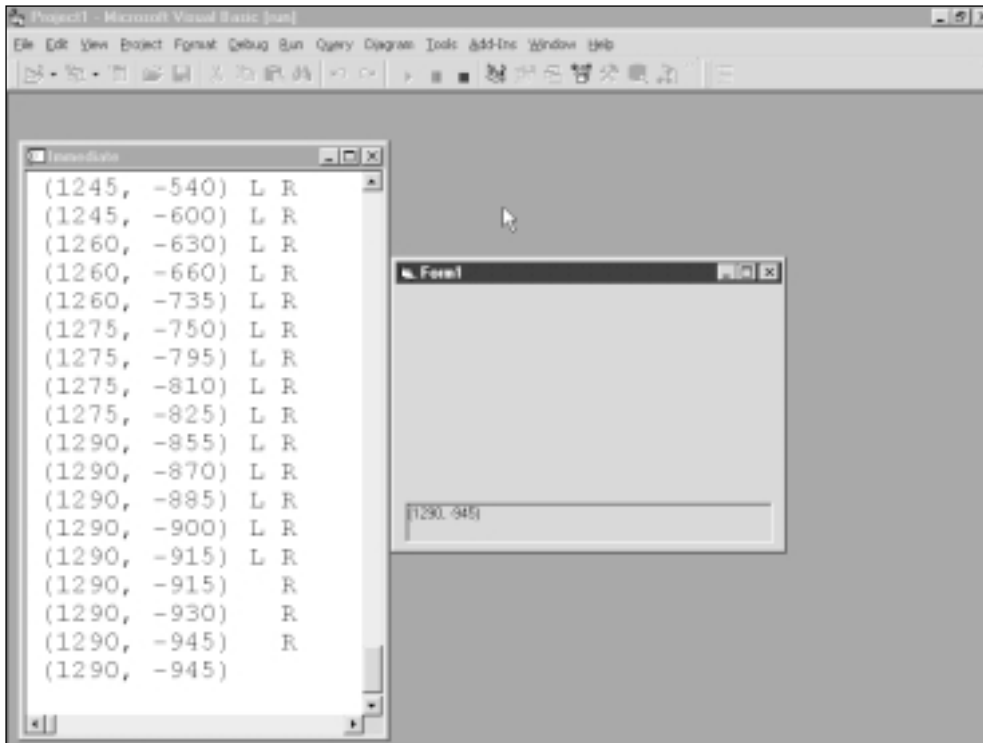 Project1 - Microsoft Visual Basic [run]
File Edit View Project Format Debug Run Query Diagram Tools Add-Ins Window Help
Immediate
(1245, -540) L R
(1245, -600) L R
(1260, -630) L R
(1260, -660) L R
(1260, -735) L R
(1275, -750) L R
(1275, -795) L R
(1275, -810) L R
(1275, -825) L R
(1290, -855) L R
(1290, -870) L R
(1290, -885) L R
(1290, -900) L R
(1290, -915) L R
(1290, -915) R
(1290, -930) R
(1290, -945) R
(1290, -945)
Form1
(1290, -945)